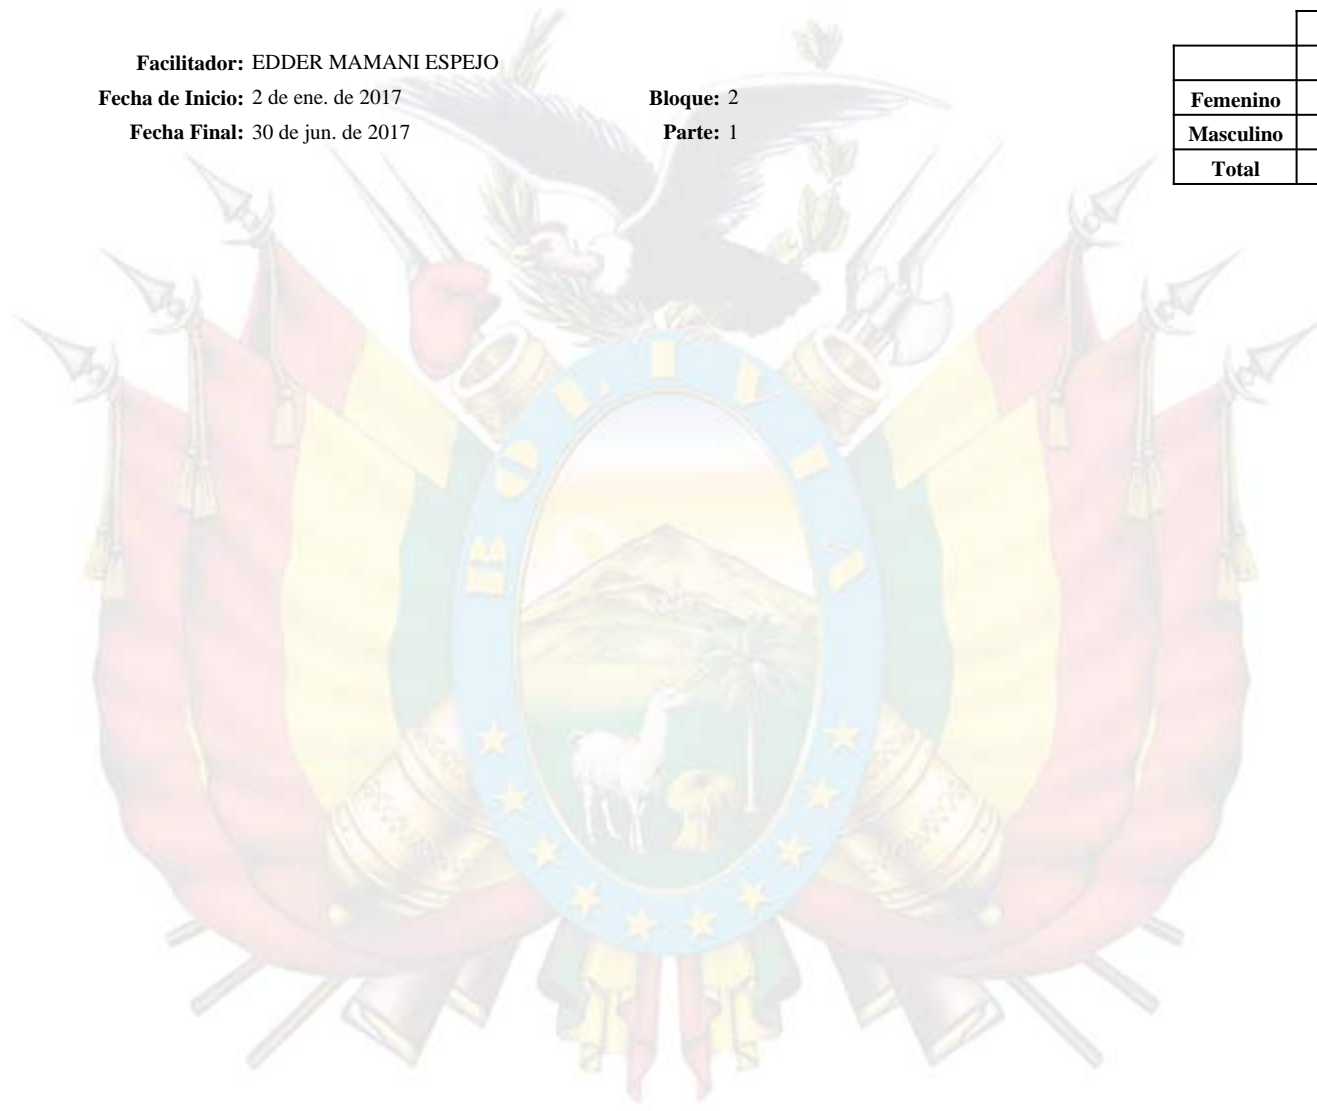 Facilitador: EDDER MAMANI ESPEJO
Fecha de Inicio: 2 de ene. de 2017 Bloque: 2
Fecha Final: 30 de jun. de 2017 Parte: 1
Femenino
Masculino
Total
BOLIVIA